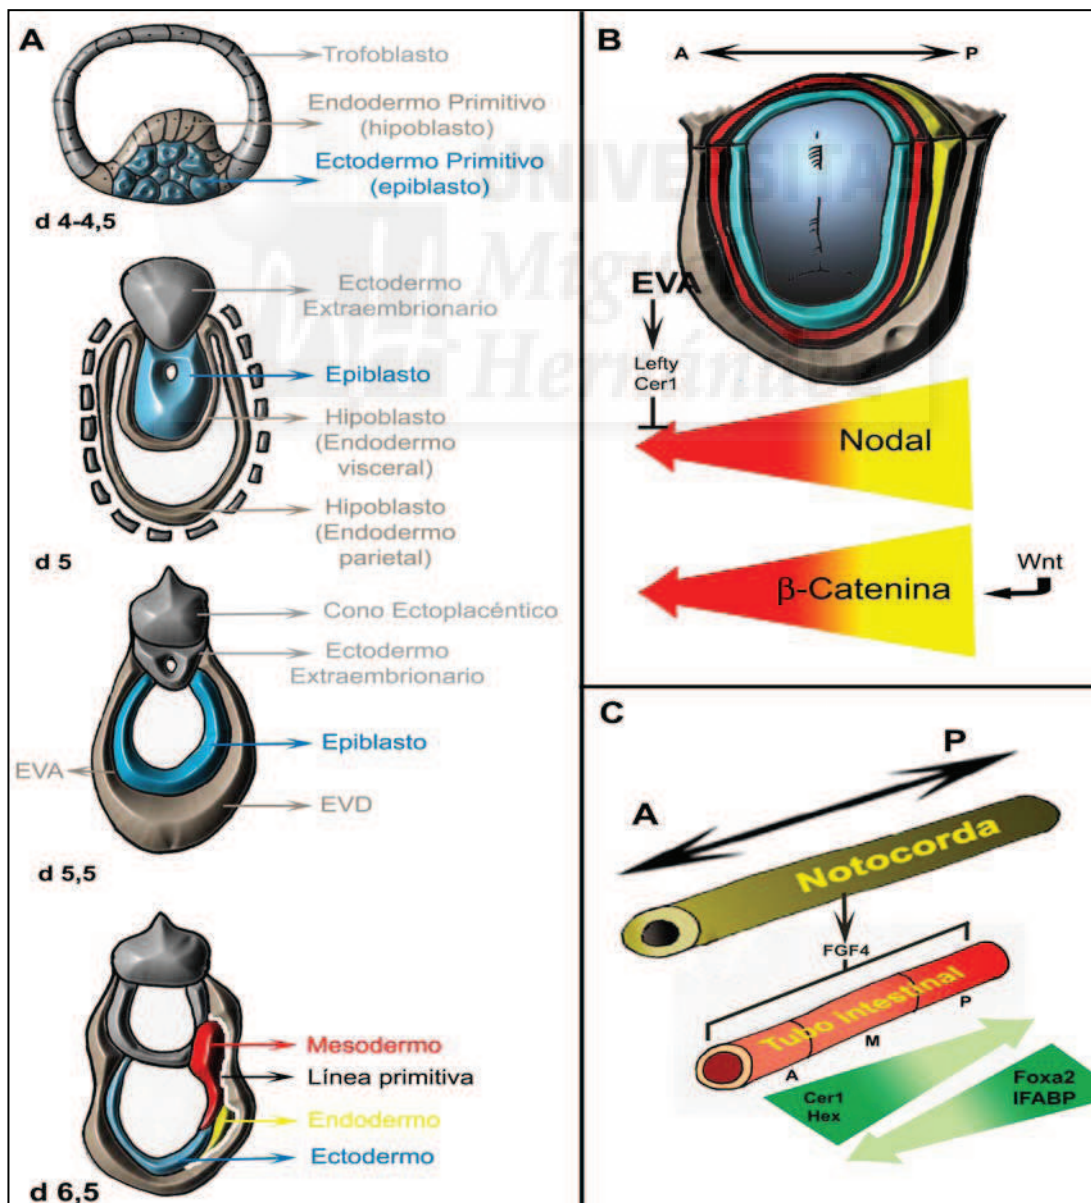 A
Trofoblasto
Endodermo Primitivo
(hipoblasto)
Ectodermo Primitivo
(epiblasto)
d 4-4,5
Ectodermo
Extraembrionario
Epiblasto
Hipoblasto
(Endodermo
visceral)
Hipoblasto
(Endodermo
parietal)
d 5
Cono Ectoplacéntico
Ectodermo
Extraembrionario
Epiblasto
EVA
EVD
d 5,5
Mesodermo
Línea primitiva
Endodermo
Ectodermo
d 6,5
B
A P
EVA
Lefty
Cer1
Nodal
Wnt
β-Catenina
C
P
A
Notocorda
FGF4
Tubo intestinal
P
M
A
Cer1
Hex
Foxa2
IFABP
UNIVERSITAS
Miguel
Hernández